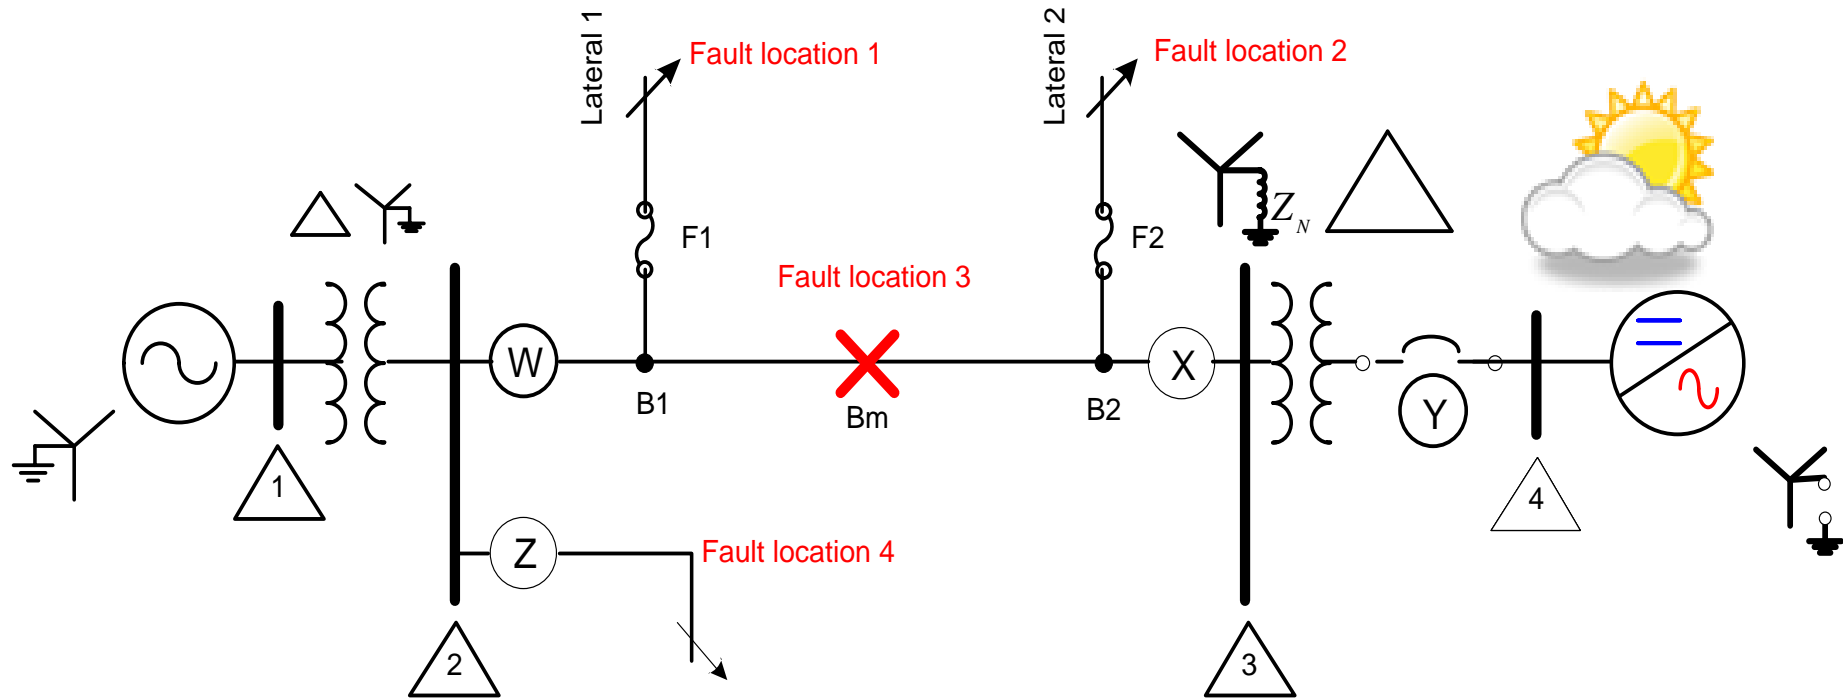 Lateral 1
Fault location 1
Lateral 2
Fault location 2
F1
F2
Z_N
Fault location 3
W
B1
Bm
B2
X
Y
1
4
Z
Fault location 4
2
3